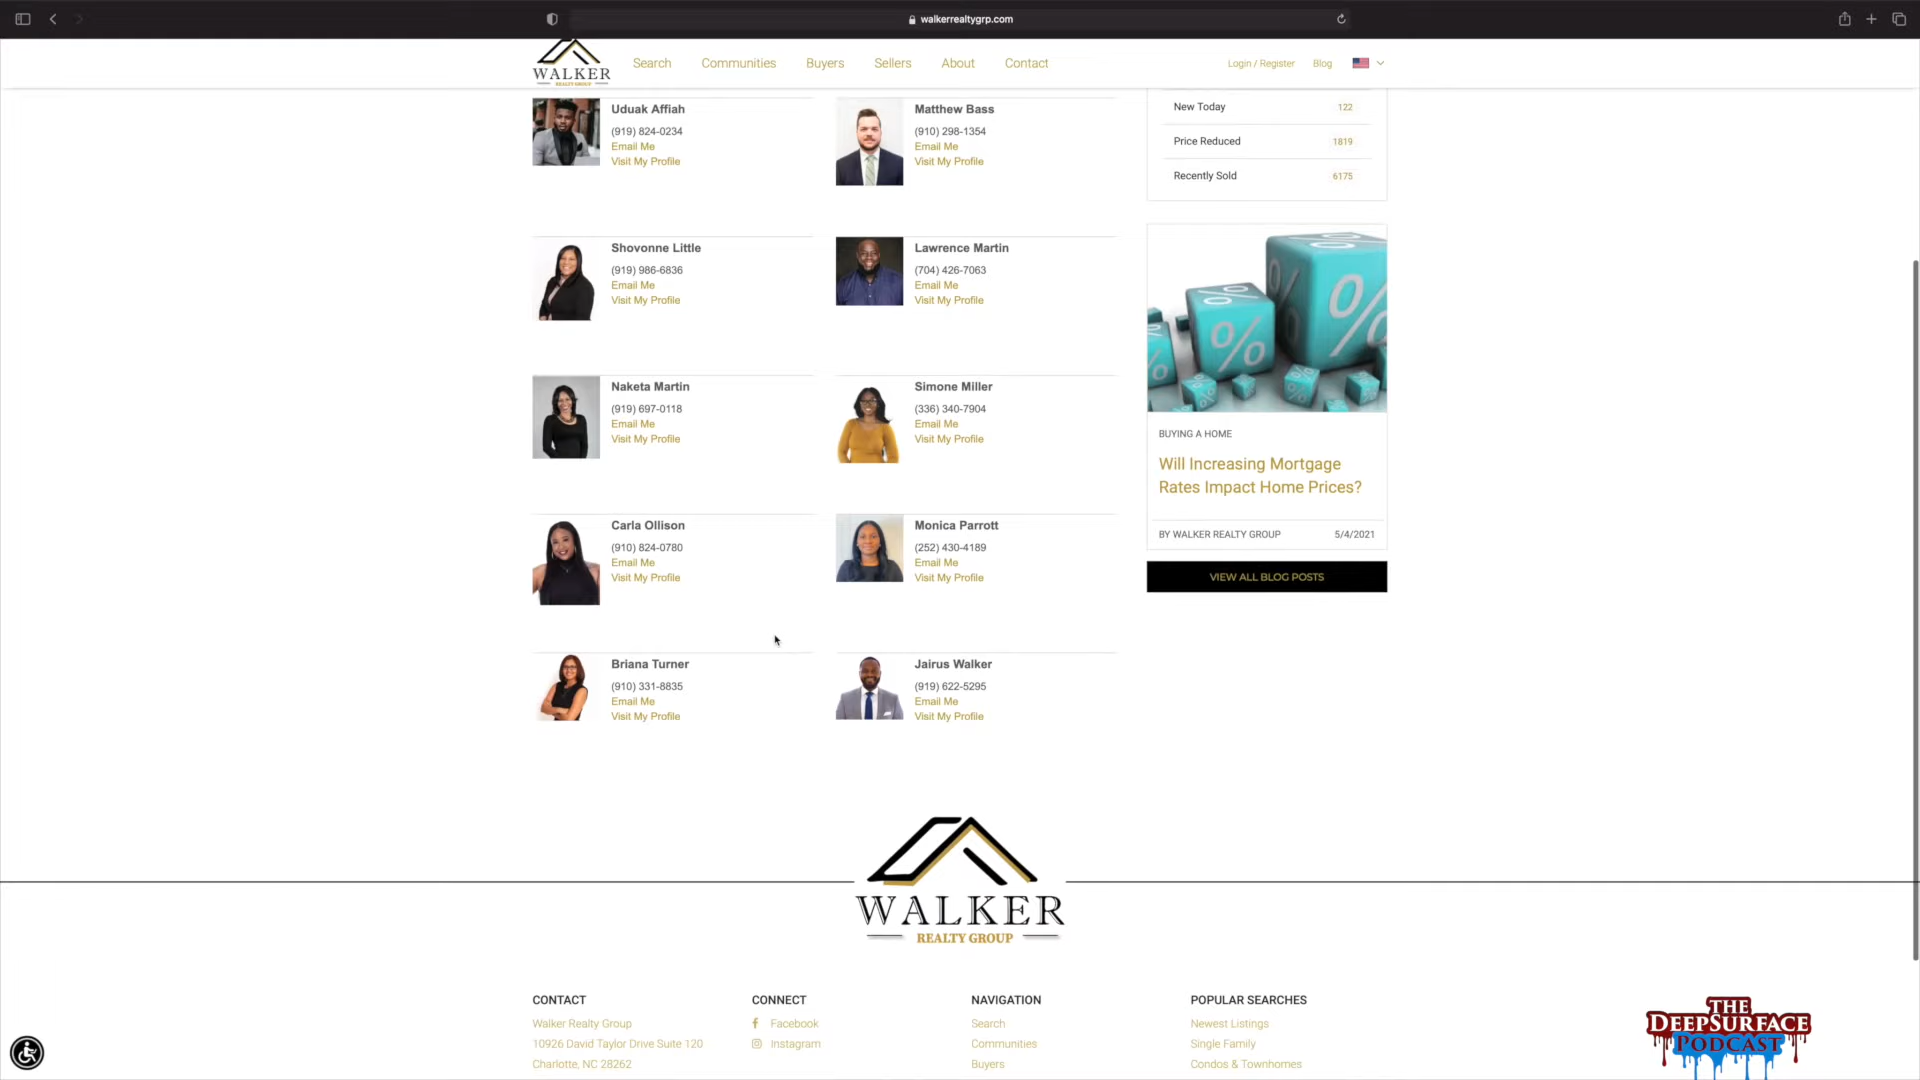 walkerrealtygrp.com
WALKER
REALTY GROUP
Search
Communities
Buyers
Sellers
About
Contact
Login / Register
Blog
Uduak Affiah
(919) 824-0234
Email Me
Visit My Profile
Matthew Bass
(910) 298-1354
Email Me
Visit My Profile
Shovonne Little
(919) 986-6836
Email Me
Visit My Profile
Lawrence Martin
(704) 426-7063
Email Me
Visit My Profile
Naketa Martin
(919) 697-0118
Email Me
Visit My Profile
Simone Miller
(336) 340-7904
Email Me
Visit My Profile
Carla Ollison
(910) 824-0780
Email Me
Visit My Profile
Monica Parrott
(252) 430-4189
Email Me
Visit My Profile
Briana Turner
(910) 331-8835
Email Me
Visit My Profile
Jairus Walker
(919) 622-5295
Email Me
Visit My Profile
New Today 122
Price Reduced 1819
Recently Sold 6175
BUYING A HOME
Will Increasing Mortgage
Rates Impact Home Prices?
BY WALKER REALTY GROUP 5/4/2021
VIEW ALL BLOG POSTS
WALKER
REALTY GROUP
CONTACT
Walker Realty Group
10926 David Taylor Drive Suite 120
Charlotte, NC 28262
CONNECT
Facebook
Instagram
NAVIGATION
Search
Communities
Buyers
POPULAR SEARCHES
Newest Listings
Single Family
Condos & Townhomes
THE
DEEPSURFACE
PODCAST